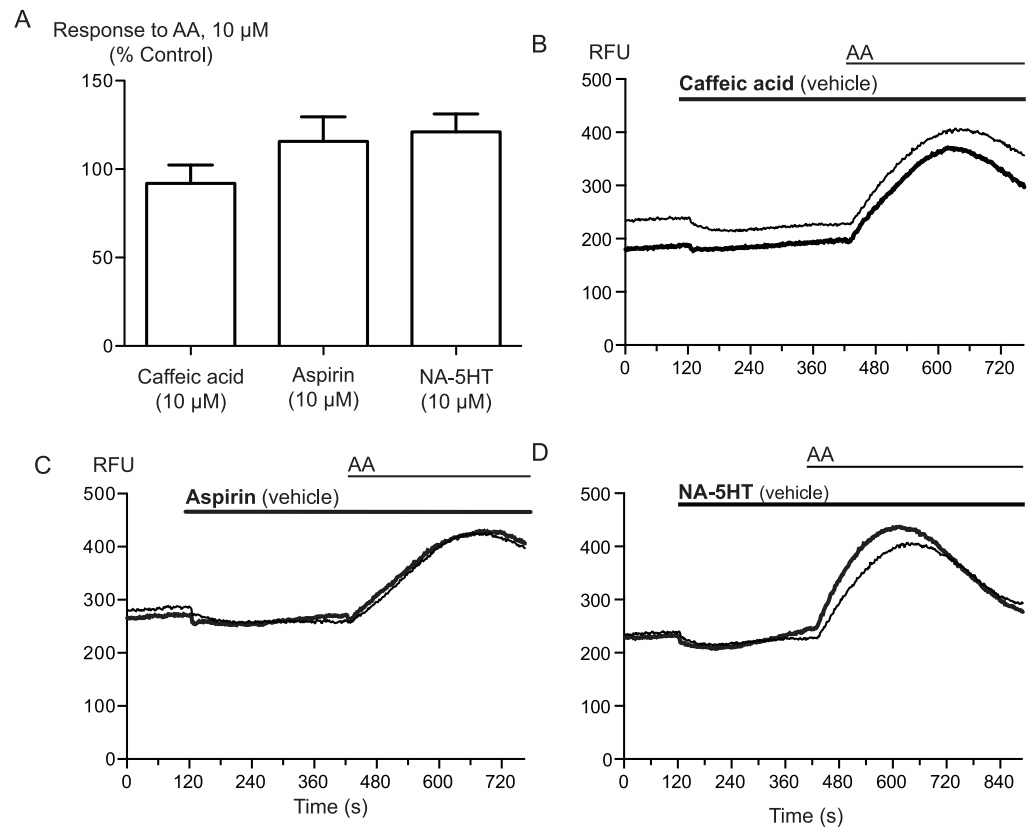 A
Response to AA, 10 µM
(% Control)
150
100
50
0
Caffeic acid
(10 µM)
Aspirin
(10 µM)
NA-5HT
(10 µM)
B
RFU
AA
Caffeic acid (vehicle)
500
400
300
200
100
0
0 120 240 360 480 600 720
C
RFU
AA
Aspirin (vehicle)
500
400
300
200
100
0
0 120 240 360 480 600 720
Time (s)
D
AA
NA-5HT (vehicle)
500
400
300
200
100
0
0 120 240 360 480 600 720 840
Time (s)